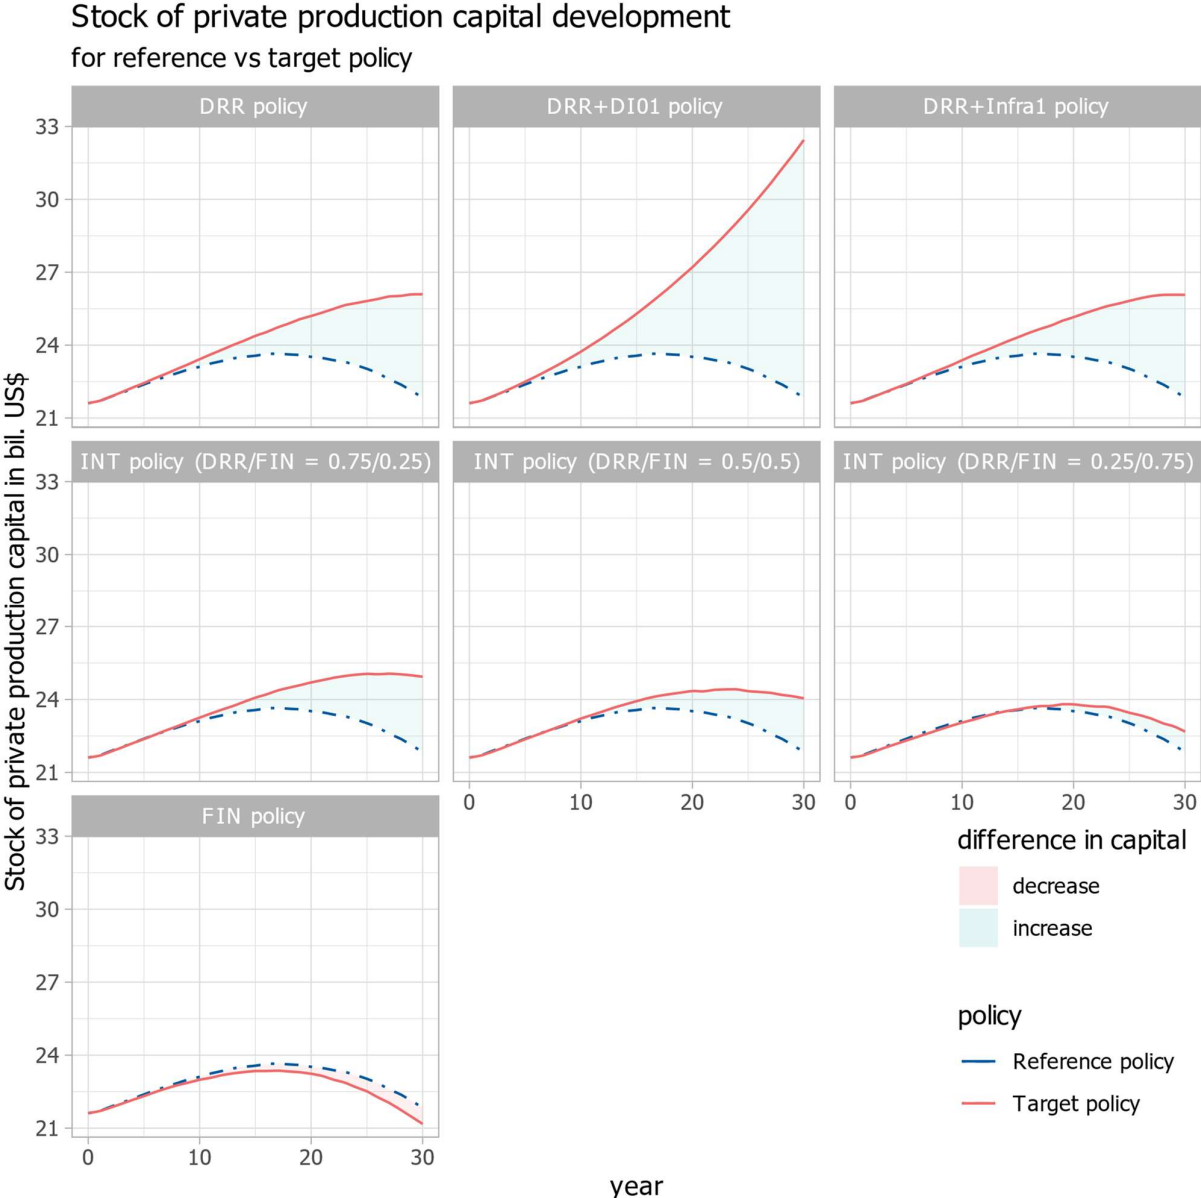 Stock of private production capital development
for reference vs target policy
DRR policy
DRR+DI01 policy
DRR+Infra1 policy
33
30
27
24
21
INT policy (DRR/FIN = 0.75/0.25)
INT policy (DRR/FIN = 0.5/0.5)
INT policy (DRR/FIN = 0.25/0.75)
33
30
27
24
21
0 10 20 30
0 10 20 30
FIN policy
33
30
27
24
21
0 10 20 30
Stock of private production capital in bil. US$
year
difference in capital
decrease
increase
policy
Reference policy
Target policy